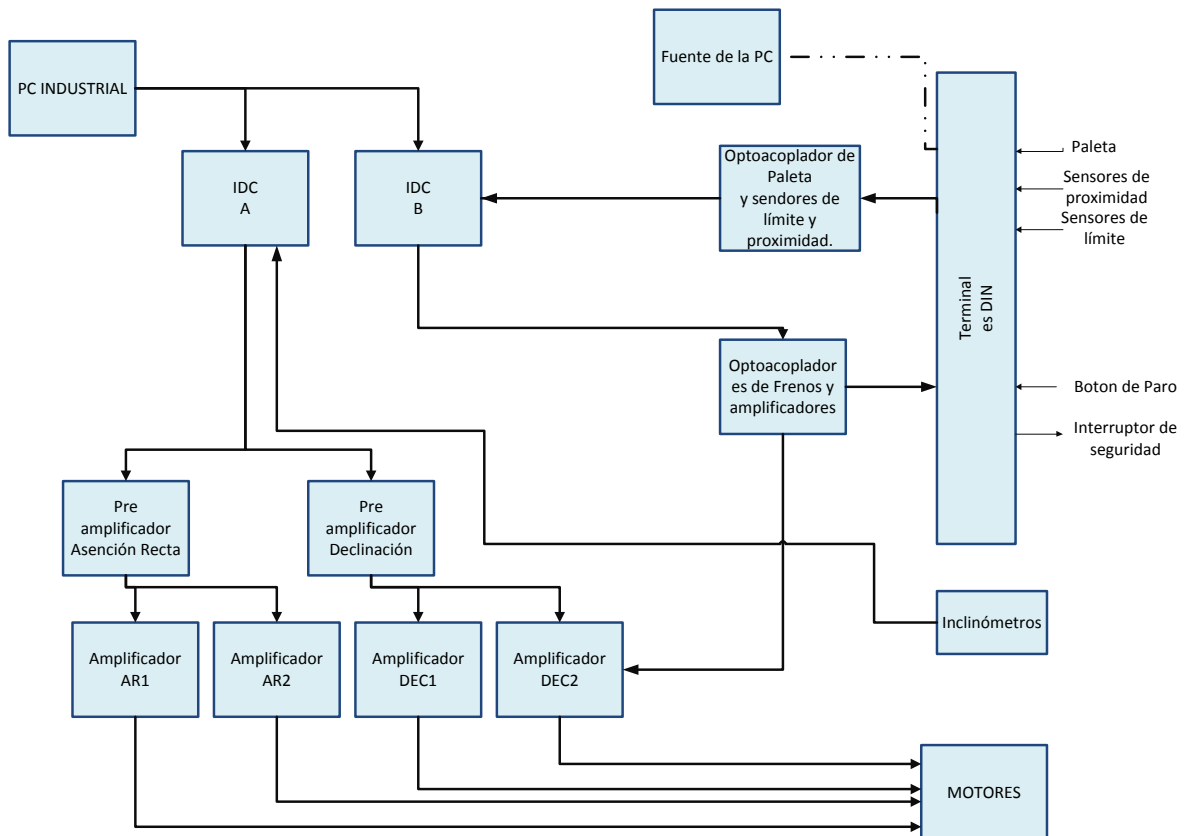 Fuente de la PC
PC INDUSTRIAL
IDC
A
IDC
B
Optoacoplador de
Paleta
y sendores de
límite y
proximidad.
Terminal
es DIN
Paleta
Sensores de
proximidad
Sensores de
límite
Optoacoplador
es de Frenos y
amplificadores
Boton de Paro
Interruptor de
seguridad
Pre
amplificador
Asención Recta
Pre
amplificador
Declinación
Inclinómetros
Amplificador
AR1
Amplificador
AR2
Amplificador
DEC1
Amplificador
DEC2
MOTORES